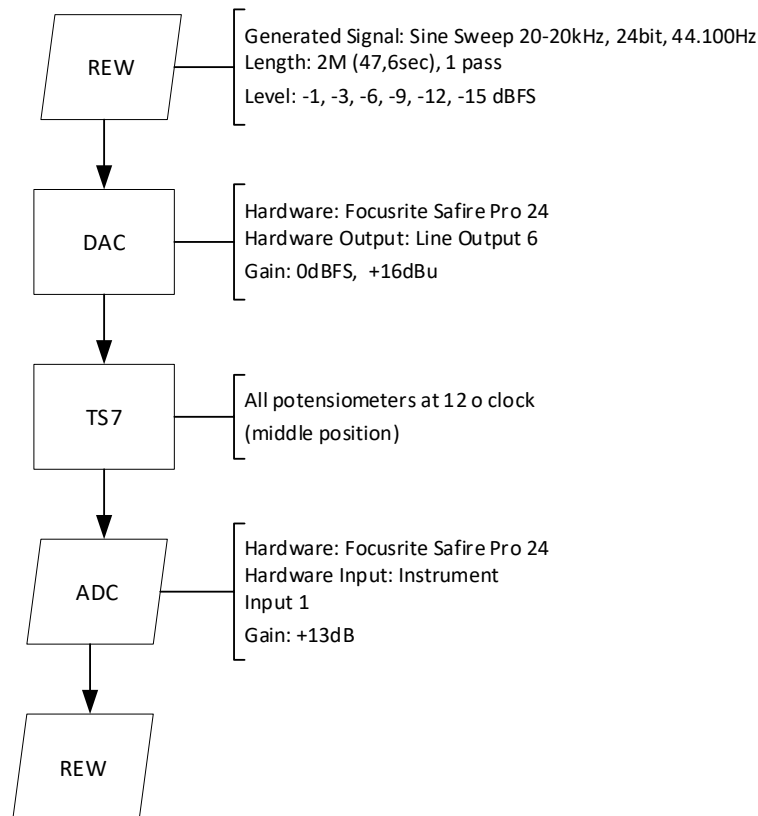 REW
Generated Signal: Sine Sweep 20-20kHz, 24bit, 44.100Hz
Length: 2M (47,6sec), 1 pass
Level: -1, -3, -6, -9, -12, -15 dBFS
DAC
Hardware: Focusrite Safire Pro 24
Hardware Output: Line Output 6
Gain: 0dBFS, +16dBu
TS7
All potensiometers at 12 o clock
(middle position)
ADC
Hardware: Focusrite Safire Pro 24
Hardware Input: Instrument
Input 1
Gain: +13dB
REW